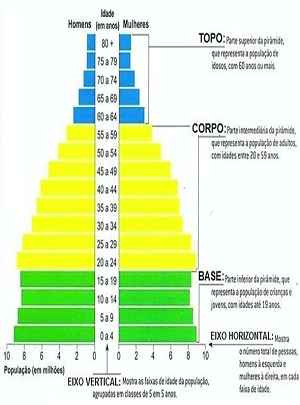 Idade
Homens (em anos) Mulheres
80 +
75 a 79
70 a 74
65 a 69
60 a 64
55 a 59
50 a 54
45 a 49
40 a 44
35 a 39
30 a 34
25 a 29
20 a 24
15 a 19
10 a 14
5 a 9
0 a 4
TOPO: Parte superior da pirâmide,
que representa a população de
idosos, com 60 anos ou mais.
CORPO: Parte intermediária da pirâmide,
que representa a população de adultos,
com idades entre 20 e 59 anos.
BASE: Parte inferior da pirâmide, que
representa a população de crianças e
jovens, com idades até 19 anos.
EIXO HORIZONTAL: Mostra
o número total de pessoas,
homens à esquerda e
mulheres à direita, em cada
faixa de idade.
10 8 6 4 2 0 0 2 4 6 8 10
População (em milhões)
EIXO VERTICAL: Mostra as faixas de idade da população,
agrupadas em classes de 5 em 5 anos.